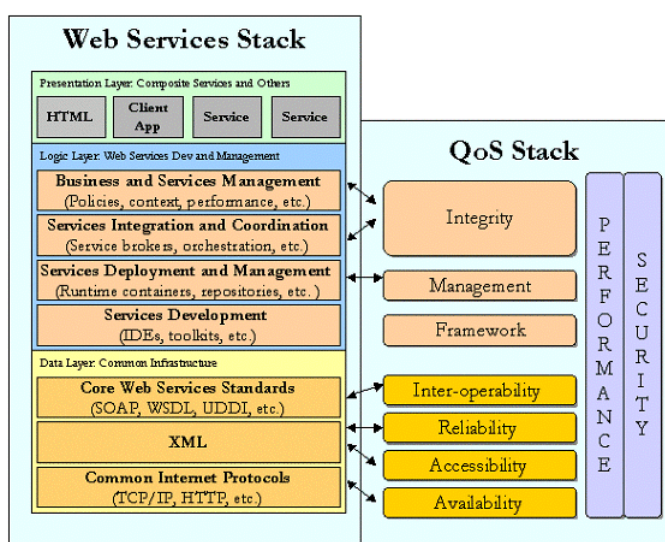 Web Services Stack
Presentation Layer: Composite Services and Others
HTML
Client
App
Service
Service
Logic Layer: Web Services Dev and Management
Business and Services Management
(Policies, context, performance, etc.)
Services Integration and Coordination
(Service brokers, orchestration, etc.)
Services Deployment and Management
(Runtime containers, repositories, etc. )
Services Development
(IDEs, toolkits, etc.)
Data Layer: Common Infrastructure
Core Web Services Standards
(SOAP, WSDL, UDDI, etc.)
XML
Common Internet Protocols
(TCP/IP, HTTP, etc.)
QoS Stack
Integrity
Management
Framework
Inter-operability
Reliability
Accessibility
Availability
PERFORMANCE
SECURITY